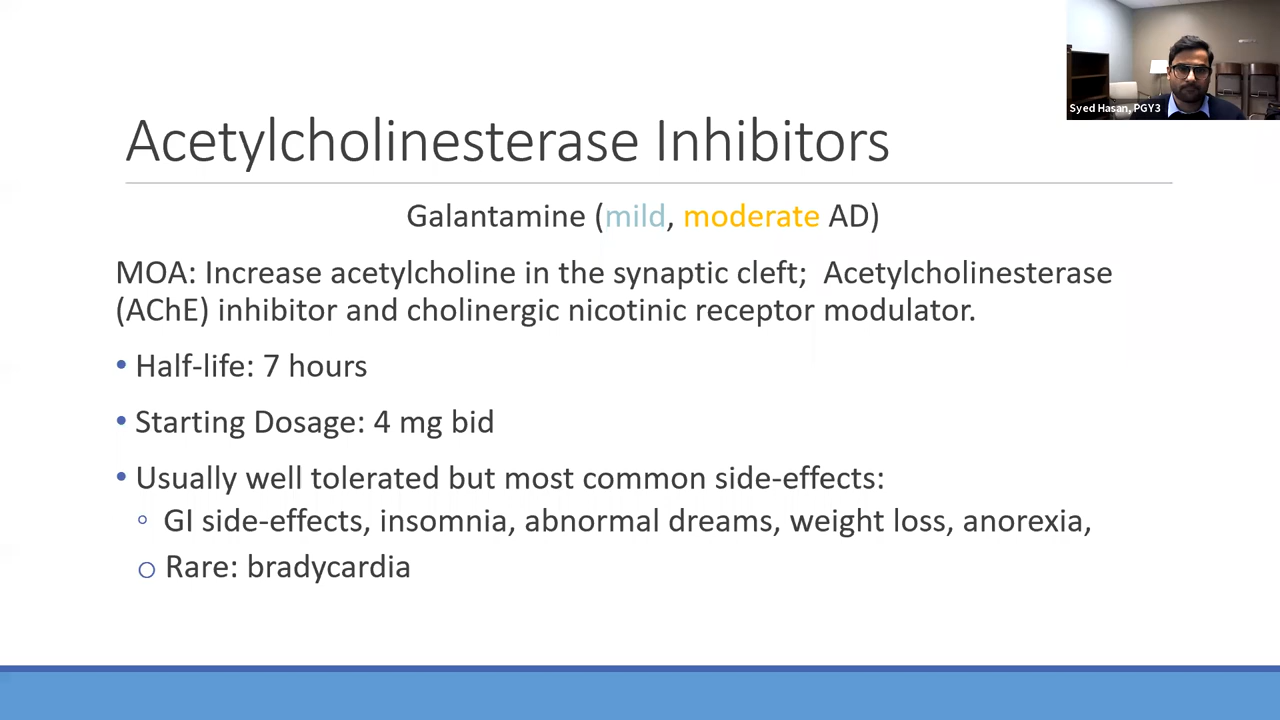 Syed Hasan, PGY3
Acetylcholinesterase Inhibitors
Galantamine (mild, moderate AD)
MOA: Increase acetylcholine in the synaptic cleft;  Acetylcholinesterase
(AChE) inhibitor and cholinergic nicotinic receptor modulator.
• Half-life: 7 hours
• Starting Dosage: 4 mg bid
• Usually well tolerated but most common side-effects:
◦ GI side-effects, insomnia, abnormal dreams, weight loss, anorexia,
o Rare: bradycardia